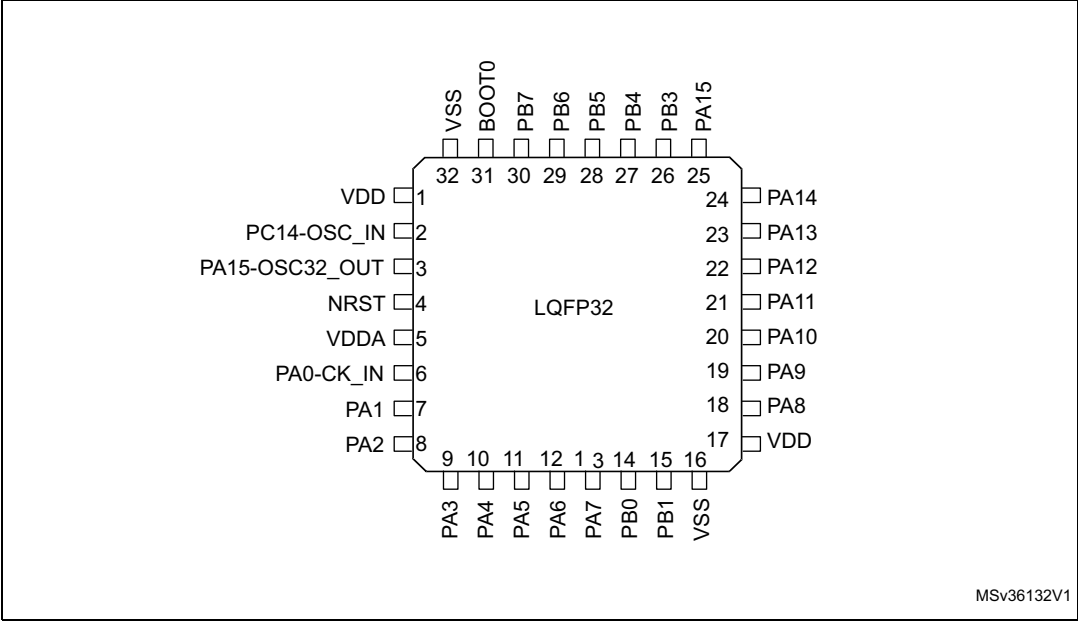 VSS
BOOT0
PB7
PB6
PB5
PB4
PB3
PA15
32 31 30 29 28 27 26 25
VDD 1
PC14-OSC_IN 2
PA15-OSC32_OUT 3
NRST 4
VDDA 5
PA0-CK_IN 6
PA1 7
PA2 8
LQFP32
24 PA14
23 PA13
22 PA12
21 PA11
20 PA10
19 PA9
18 PA8
17 VDD
9 10 11 12 1 3 14 15 16
PA3
PA4
PA5
PA6
PA7
PB0
PB1
VSS
MSv36132V1